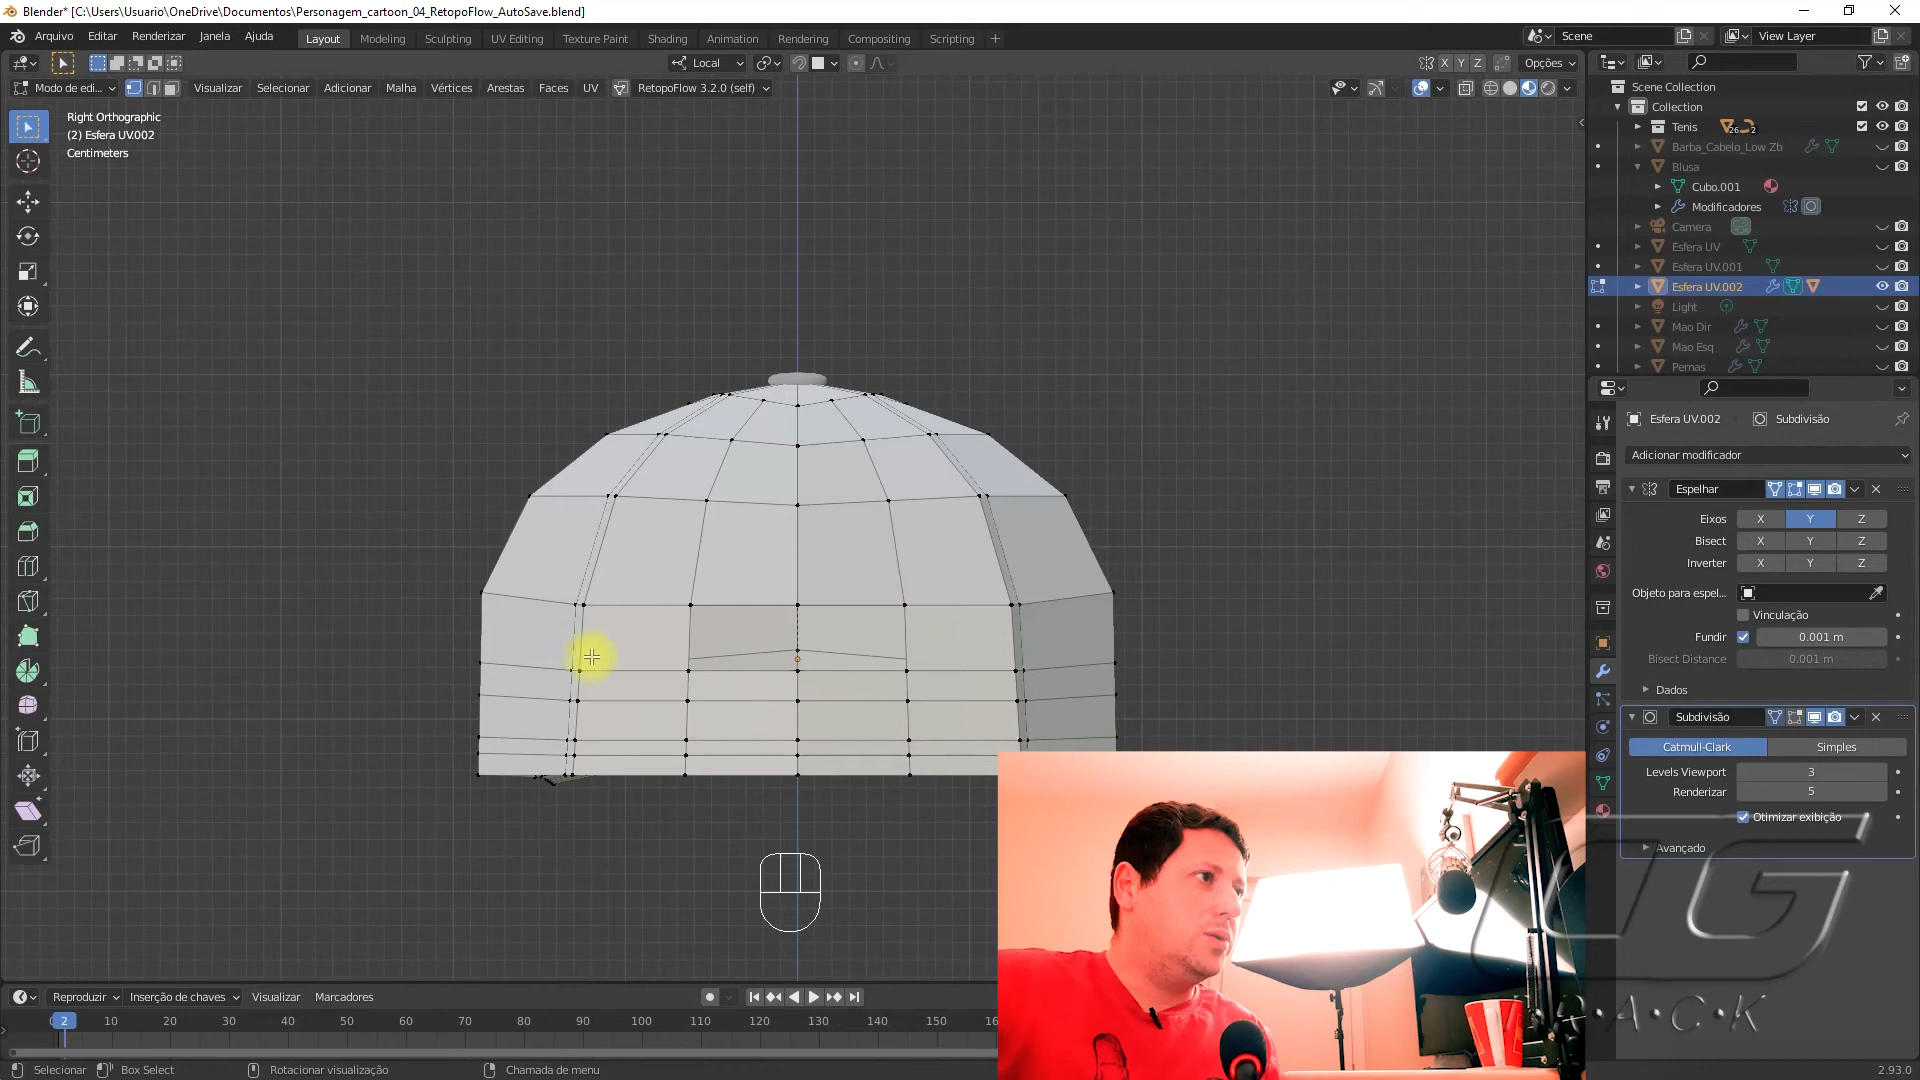 Blender* [C:\Users\Usuario\OneDrive\Documentos\Personagem_cartoon_04_RetopoFlow_AutoSave.blend]
Arquivo Editar Renderizar Janela Ajuda Layout Modeling Sculpting UV Editing Texture Paint Shading Animation Rendering Compositing Scripting + Scene View Layer
Local X Y Z Opções
Modo de edi... Visualizar Selecionar Adicionar Malha Vértices Arestas Faces UV RetopoFlow 3.2.0 (self)
Right Orthographic
(2) Esfera UV.002
Centimeters
Scene Collection
Collection
Tenis 26 2
Barba_Cabelo_Low Zb
Blusa
Cubo.001
Modificadores
Camera
Esfera UV
Esfera UV.001
Esfera UV.002
Light
Mao Dir
Mao Esq
Pernas
Esfera UV.002 Subdivisão
Adicionar modificador
Espelhar
Eixos X Y Z
Bisect X Y Z
Inverter X Y Z
Objeto para espel...
Vinculação
Fundir 0.001 m
Bisect Distance 0.001 m
Dados
Subdivisão
Catmull-Clark Simples
Levels Viewport 3
Renderizar 5
Otimizar exibição
Avançado
Reproduzir Inserção de chaves Visualizar Marcadores
2 10 20 30 40 50 60 70 80 90 100 110 120 130 140 150 16
Selecionar Box Select Rotacionar visualização Chamada de menu 2.93.0